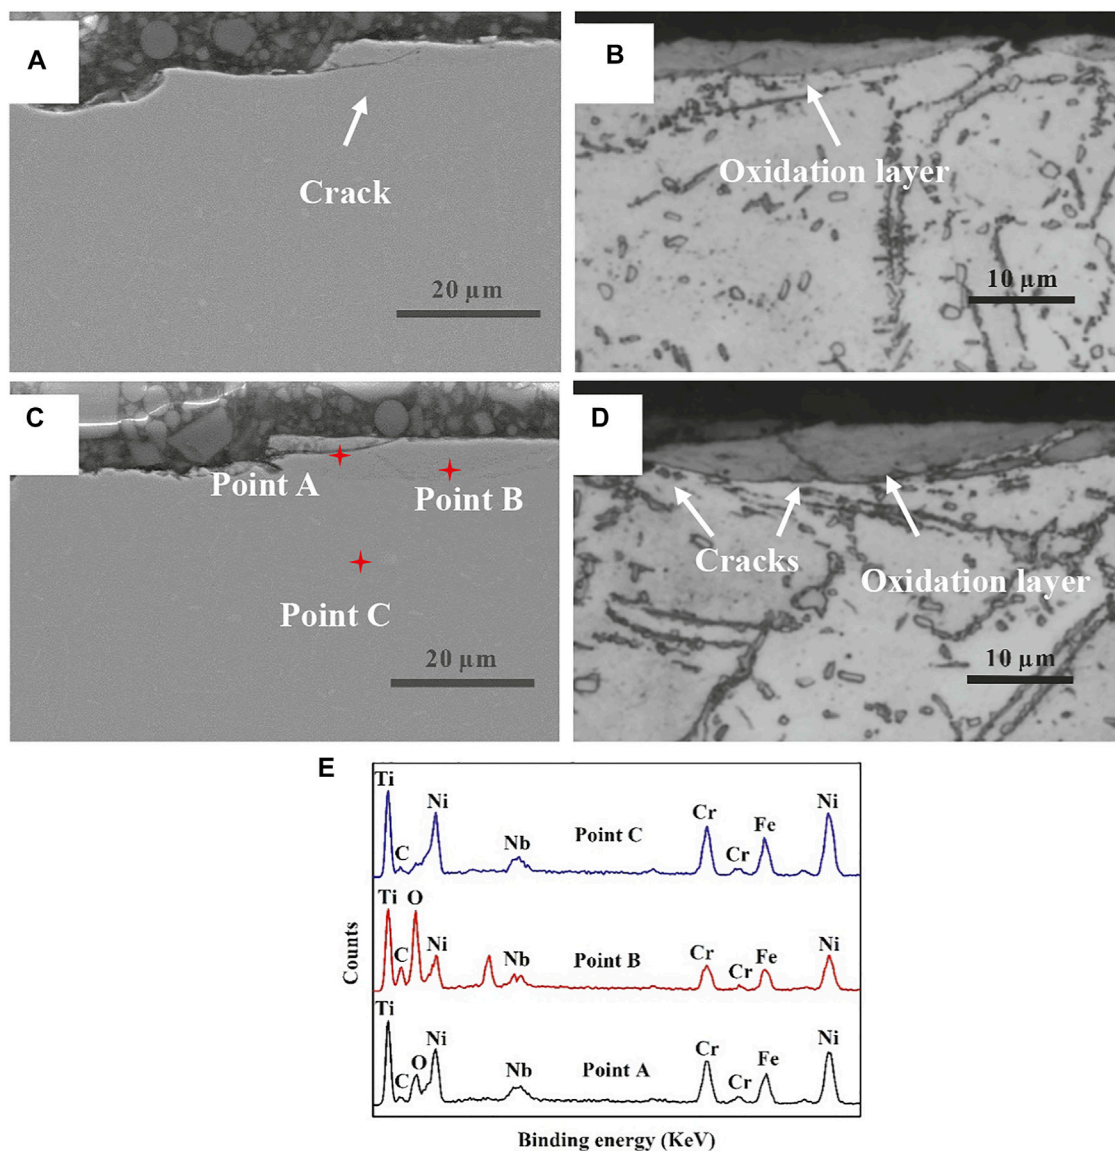 A
Crack
20 μm
B
Oxidation layer
10 μm
C
Point A
Point B
Point C
20 μm
D
Cracks
Oxidation layer
10 μm
E
Ti
C
Ni
Nb
Point C
Cr
Cr
Fe
Ni
Ti
O
C
Ni
Nb
Point B
Cr
Cr
Fe
Ni
Ti
C
O
Ni
Nb
Point A
Cr
Cr
Fe
Ni
Counts
Binding energy (KeV)